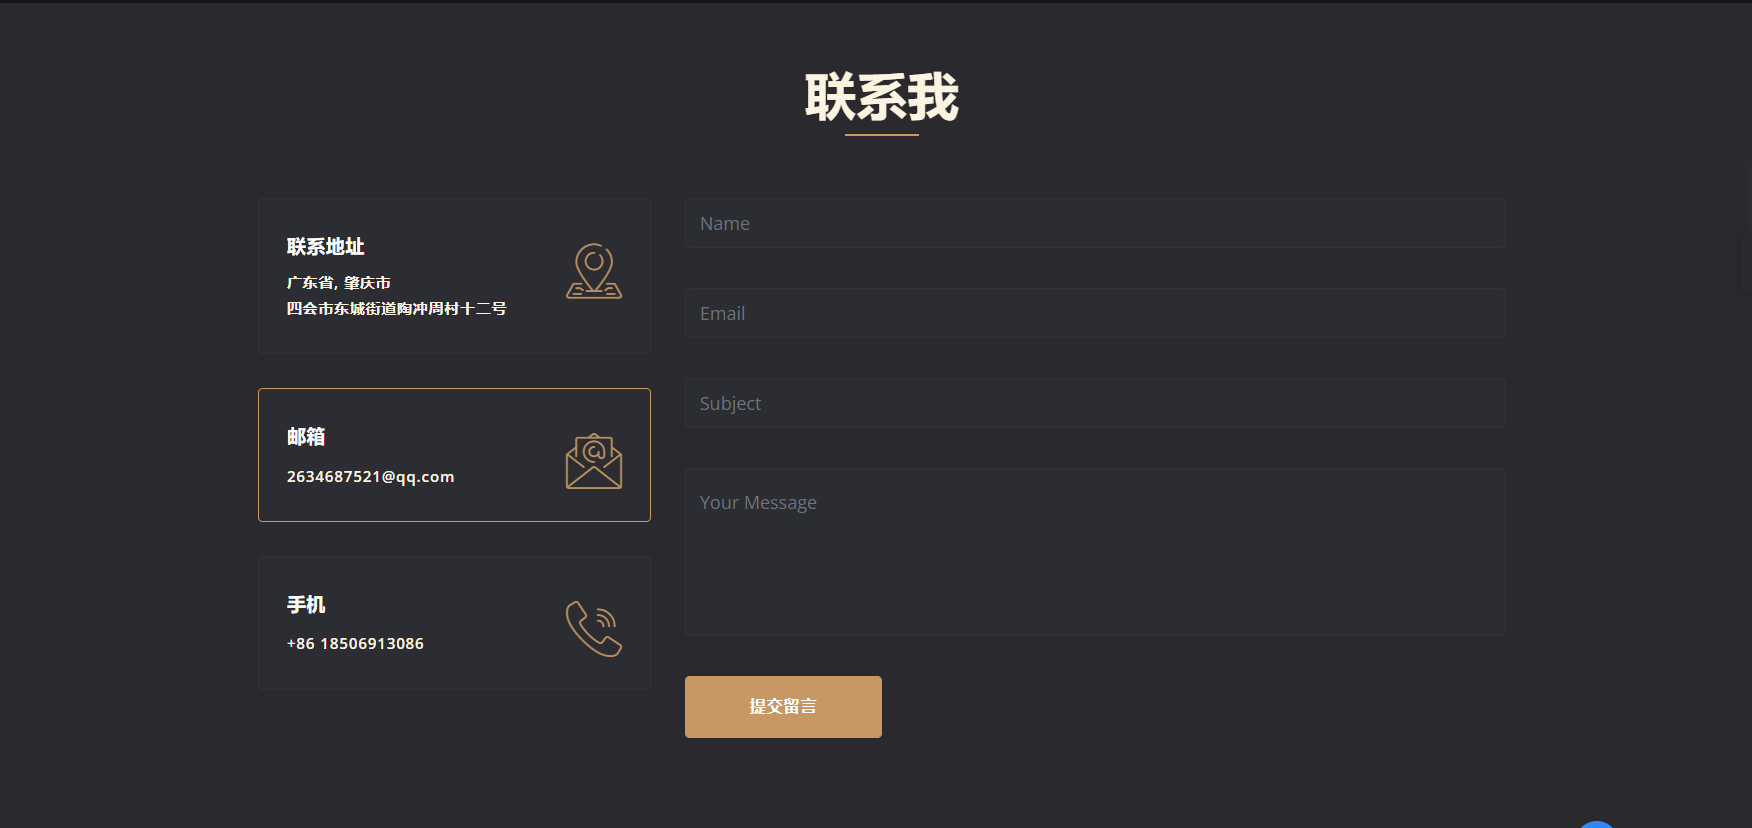 联系我
联系地址
广东省, 肇庆市
四会市东城街道陶冲周村十二号
邮箱
2634687521@qq.com
手机
+86 18506913086
Name
Email
Subject
Your Message
提交留言